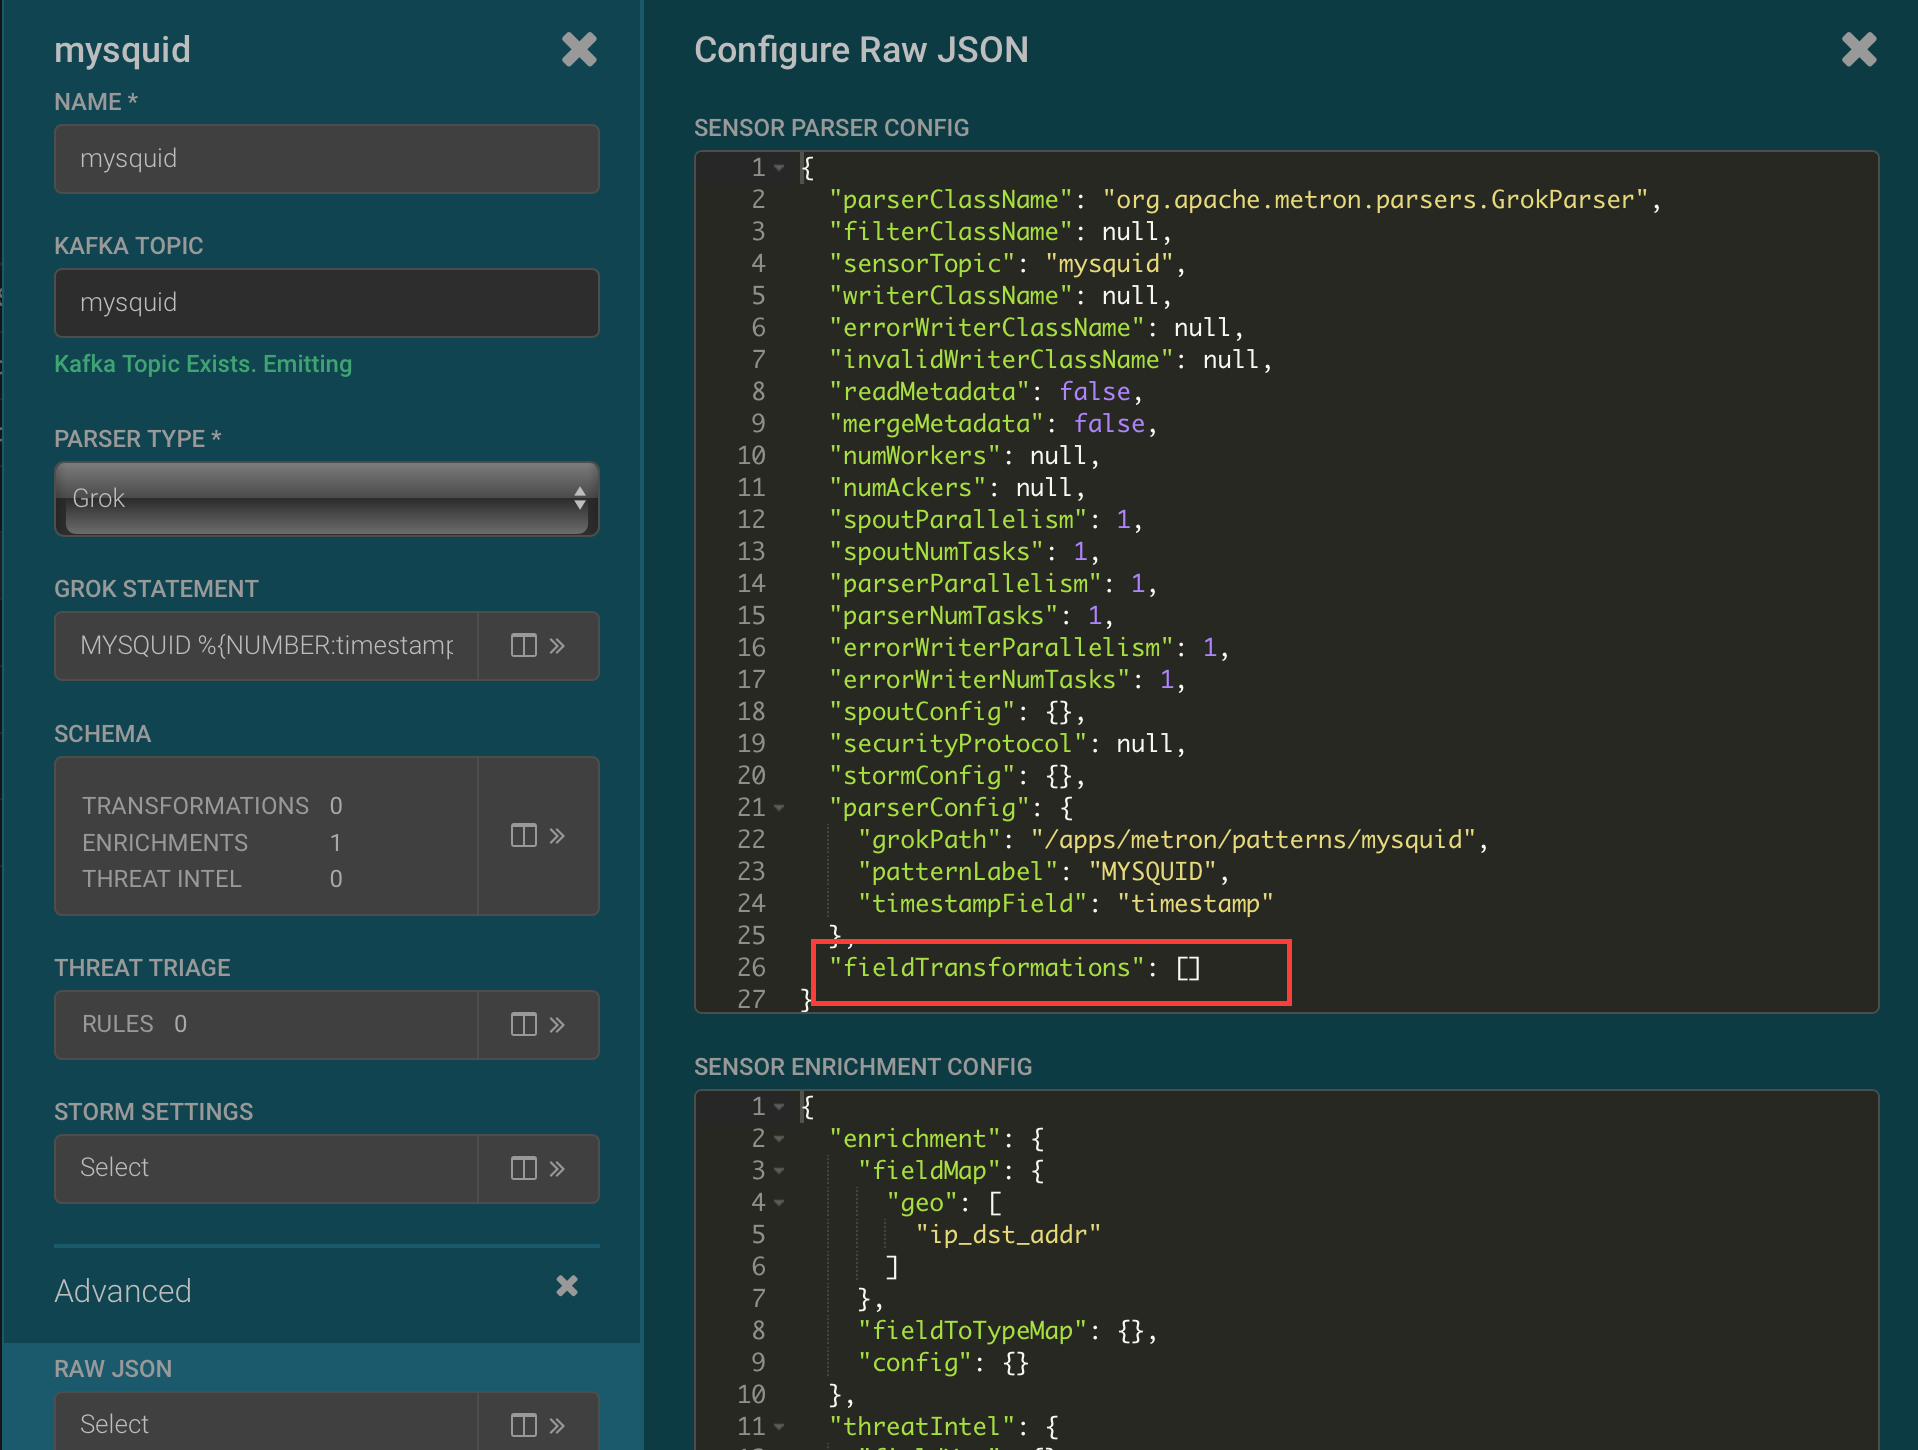 mysquid
NAME *
mysquid
KAFKA TOPIC
mysquid
Kafka Topic Exists. Emitting
PARSER TYPE *
Grok
GROK STATEMENT
MYSQUID %{NUMBER:timestamp
SCHEMA
TRANSFORMATIONS 0
ENRICHMENTS 1
THREAT INTEL 0
THREAT TRIAGE
RULES 0
STORM SETTINGS
Select
Advanced
RAW JSON
Select
Configure Raw JSON
SENSOR PARSER CONFIG
1 {
2 "parserClassName": "org.apache.metron.parsers.GrokParser",
3 "filterClassName": null,
4 "sensorTopic": "mysquid",
5 "writerClassName": null,
6 "errorWriterClassName": null,
7 "invalidWriterClassName": null,
8 "readMetadata": false,
9 "mergeMetadata": false,
10 "numWorkers": null,
11 "numAckers": null,
12 "spoutParallelism": 1,
13 "spoutNumTasks": 1,
14 "parserParallelism": 1,
15 "parserNumTasks": 1,
16 "errorWriterParallelism": 1,
17 "errorWriterNumTasks": 1,
18 "spoutConfig": {},
19 "securityProtocol": null,
20 "stormConfig": {},
21 "parserConfig": {
22 "grokPath": "/apps/metron/patterns/mysquid",
23 "patternLabel": "MYSQUID",
24 "timestampField": "timestamp"
25 },
26 "fieldTransformations": []
27 }
SENSOR ENRICHMENT CONFIG
1 {
2 "enrichment": {
3 "fieldMap": {
4 "geo": [
5 "ip_dst_addr"
6 ]
7 },
8 "fieldToTypeMap": {},
9 "config": {}
10 },
11 "threatIntel": {